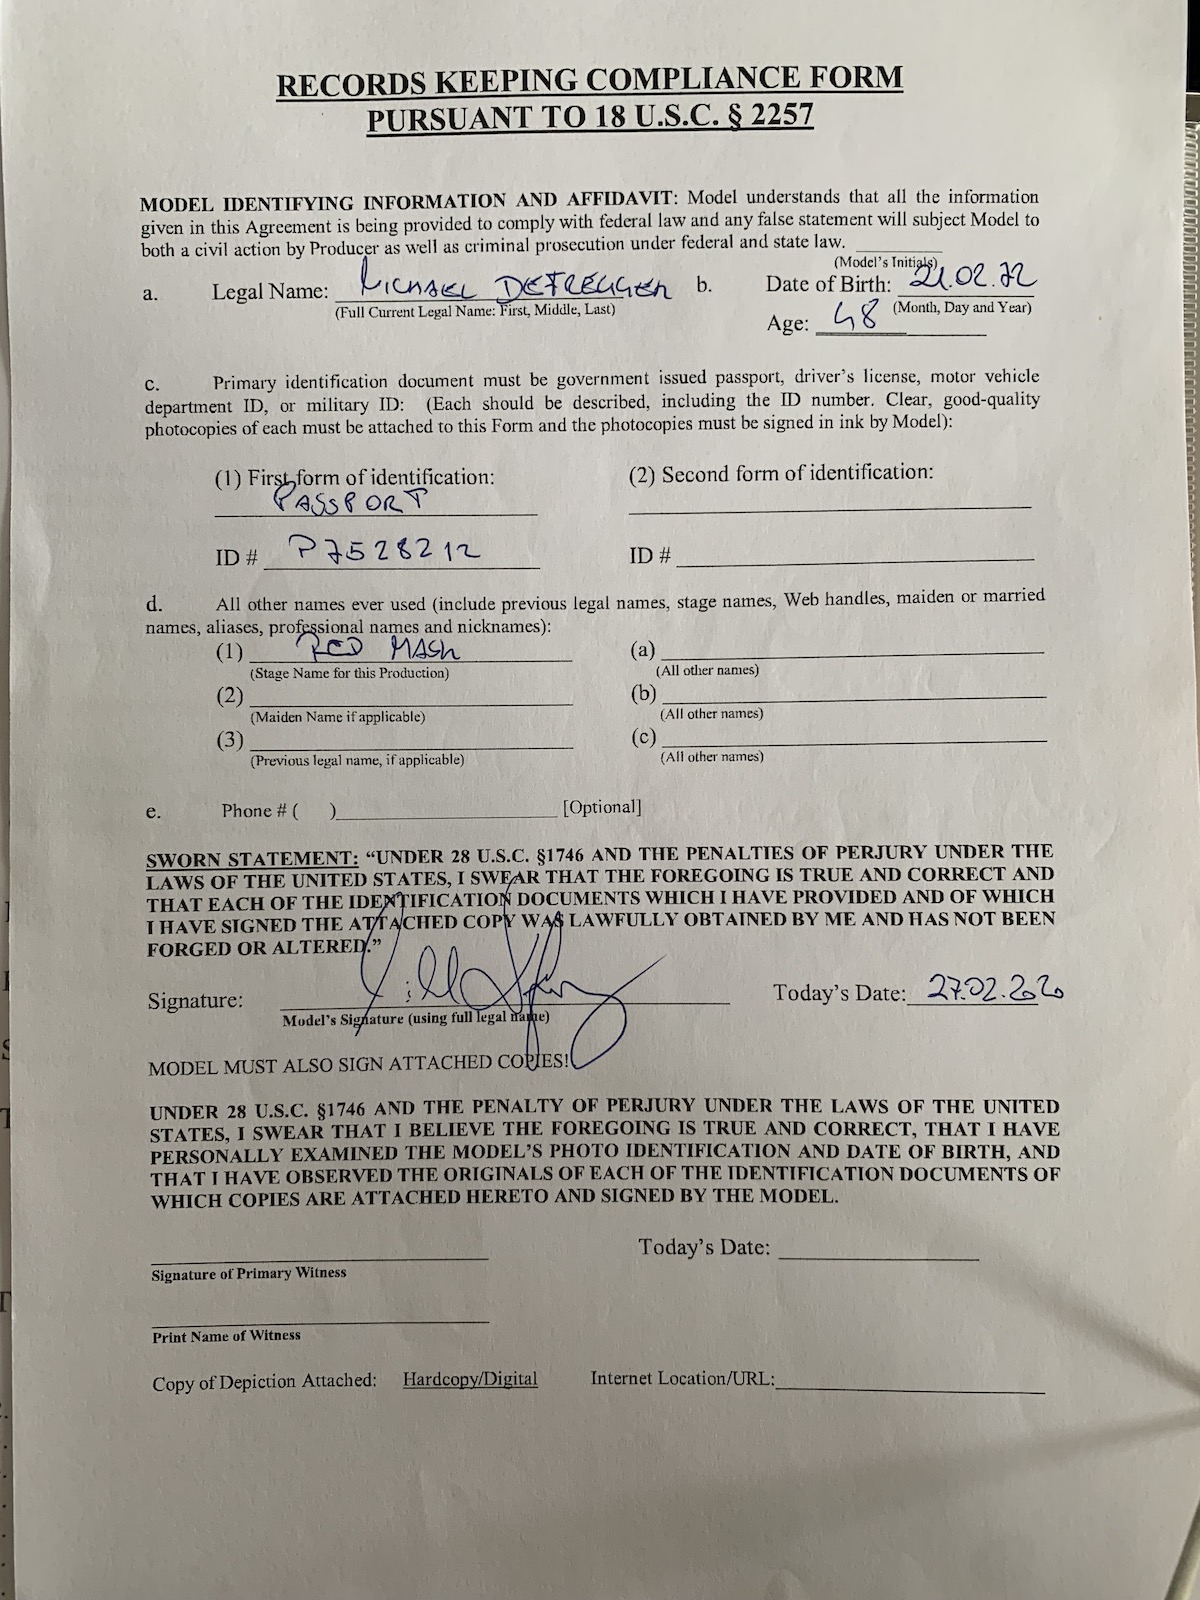 RECORDS KEEPING COMPLIANCE FORM
PURSUANT TO 18 U.S.C. § 2257
MODEL IDENTIFYING INFORMATION AND AFFIDAVIT: Model understands that all the information
given in this Agreement is being provided to comply with federal law and any false statement will subject Model to
both a civil action by Producer as well as criminal prosecution under federal and state law. __________
(Model's Initials)
a. Legal Name: MICHAEL DEFREGGER b. Date of Birth: 21.02.72
(Full Current Legal Name: First, Middle, Last) (Month, Day and Year)
Age: 48
c. Primary identification document must be government issued passport, driver's license, motor vehicle
department ID, or military ID: (Each should be described, including the ID number. Clear, good-quality
photocopies of each must be attached to this Form and the photocopies must be signed in ink by Model):
(1) First form of identification: (2) Second form of identification:
PASSPORT
ID # P7528212 ID #
d. All other names ever used (include previous legal names, stage names, Web handles, maiden or married
names, aliases, professional names and nicknames):
(1) RED MASK (a)
(Stage Name for this Production) (All other names)
(2) (b)
(Maiden Name if applicable) (All other names)
(3) (c)
(Previous legal name, if applicable) (All other names)
e. Phone # ( ) [Optional]
SWORN STATEMENT: “UNDER 28 U.S.C. §1746 AND THE PENALTIES OF PERJURY UNDER THE
LAWS OF THE UNITED STATES, I SWEAR THAT THE FOREGOING IS TRUE AND CORRECT AND
THAT EACH OF THE IDENTIFICATION DOCUMENTS WHICH I HAVE PROVIDED AND OF WHICH
I HAVE SIGNED THE ATTACHED COPY WAS LAWFULLY OBTAINED BY ME AND HAS NOT BEEN
FORGED OR ALTERED.”
Signature: Today's Date: 27.02.2020
Model's Signature (using full legal name)
MODEL MUST ALSO SIGN ATTACHED COPIES!
UNDER 28 U.S.C. §1746 AND THE PENALTY OF PERJURY UNDER THE LAWS OF THE UNITED
STATES, I SWEAR THAT I BELIEVE THE FOREGOING IS TRUE AND CORRECT, THAT I HAVE
PERSONALLY EXAMINED THE MODEL'S PHOTO IDENTIFICATION AND DATE OF BIRTH, AND
THAT I HAVE OBSERVED THE ORIGINALS OF EACH OF THE IDENTIFICATION DOCUMENTS OF
WHICH COPIES ARE ATTACHED HERETO AND SIGNED BY THE MODEL.
Today's Date:
Signature of Primary Witness
Print Name of Witness
Copy of Depiction Attached: Hardcopy/Digital Internet Location/URL: